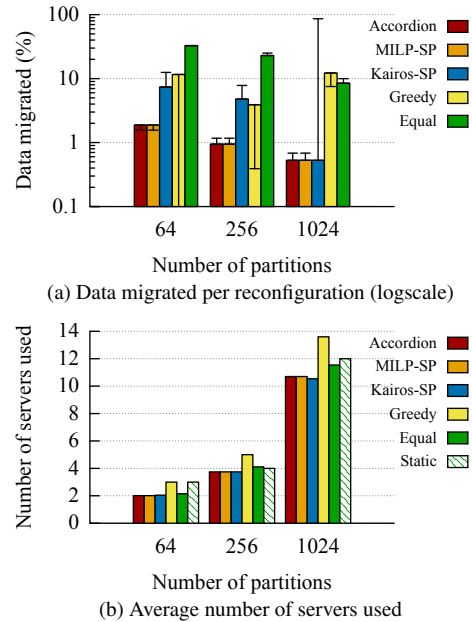 100
10
1
0.1
Data migrated (%)
64 256 1024
Number of partitions
Accordion
MILP-SP
Kairos-SP
Greedy
Equal
(a) Data migrated per reconfiguration (logscale)
14
12
10
8
6
4
2
0
Number of servers used
64 256 1024
Number of partitions
Accordion
MILP-SP
Kairos-SP
Greedy
Equal
Static
(b) Average number of servers used